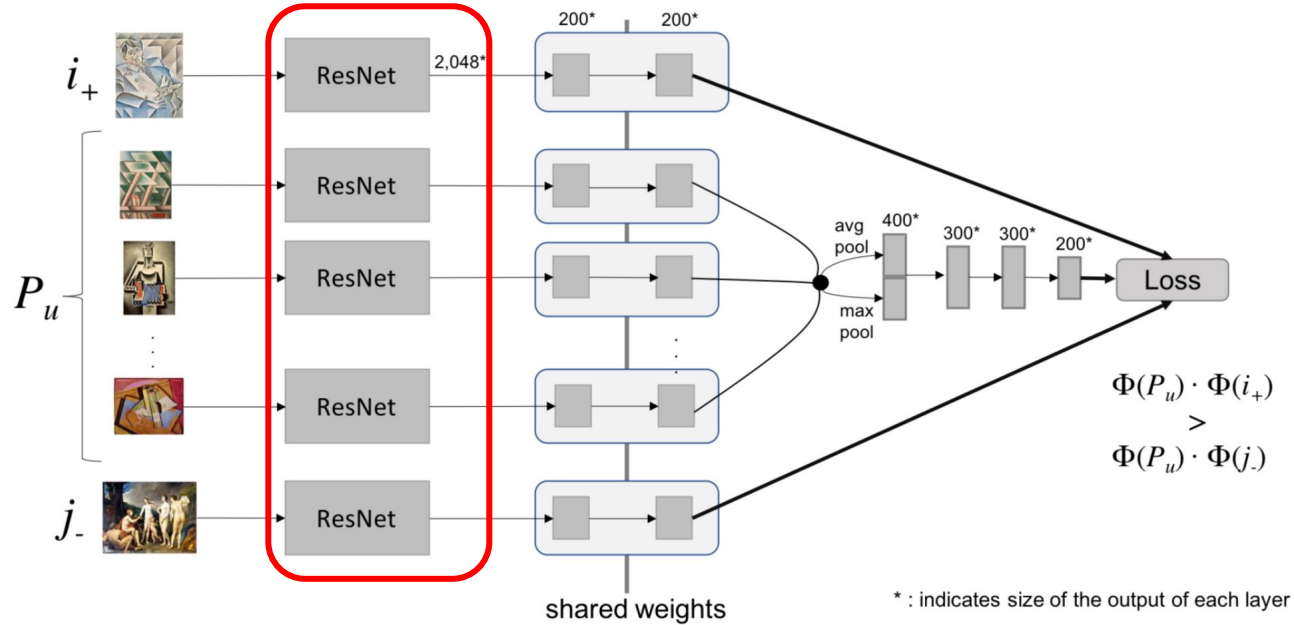 200* 200*
i₊ ResNet 2,048*
ResNet
avg pool 400* 300* 300* 200*
Pᵤ ResNet Loss
max pool
. . .
. . .
ResNet
Φ(Pᵤ) · Φ(i₊)
>
Φ(Pᵤ) · Φ(j₋)
j₋ ResNet
shared weights
* : indicates size of the output of each layer